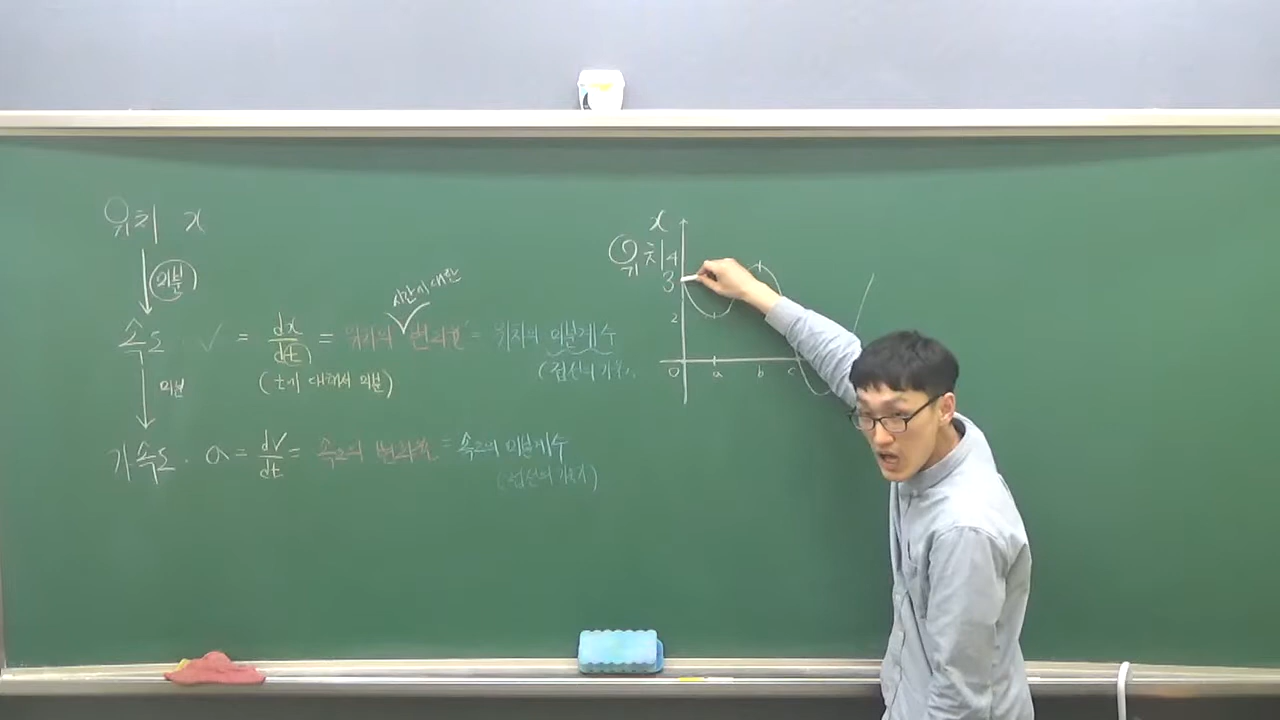 위치 x
미분
속도 v = dx/dt = 위치의 변화율 = 위치의 미분계수
시간에 대한
(t에 대해서 미분)
(접선의 기울
미분
가속도. a = dv/dt = 속도의 변화율 = 속도의 미분계수
(접선의 기울기)
x
위치
4
3
2
0 a b c